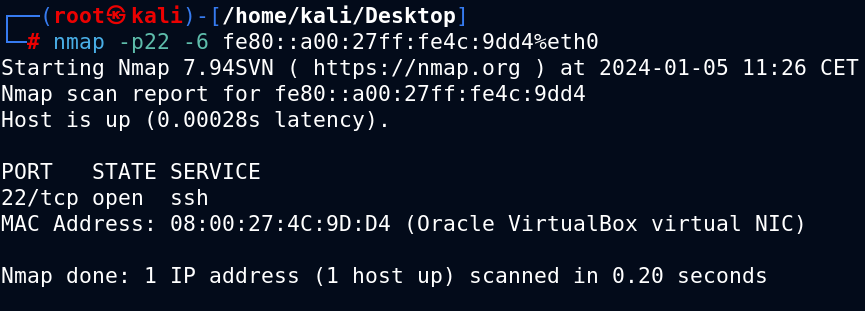 ┌──(root㉿kali)-[/home/kali/Desktop]
└─# nmap -p22 -6 fe80::a00:27ff:fe4c:9dd4%eth0
Starting Nmap 7.94SVN ( https://nmap.org ) at 2024-01-05 11:26 CET
Nmap scan report for fe80::a00:27ff:fe4c:9dd4
Host is up (0.00028s latency).

PORT   STATE SERVICE
22/tcp open  ssh
MAC Address: 08:00:27:4C:9D:D4 (Oracle VirtualBox virtual NIC)

Nmap done: 1 IP address (1 host up) scanned in 0.20 seconds